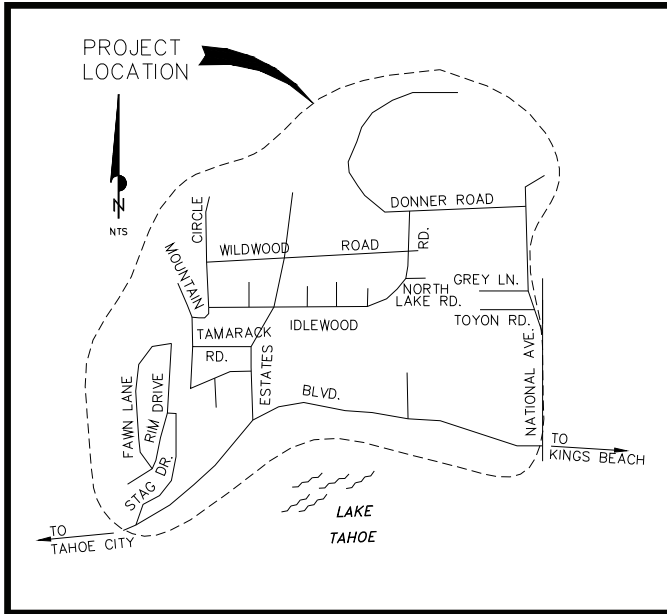 PROJECT
LOCATION
N
NTS
DONNER ROAD
CIRCLE
RD.
WILDWOOD ROAD
MOUNTAIN
GREY LN.
NORTH
LAKE RD.
IDLEWOOD
TOYON RD.
TAMARACK
RD.
ESTATES
NATIONAL AVE.
BLVD.
FAWN LANE
RIM DRIVE
STAG DR.
TO
KINGS BEACH
LAKE
TAHOE
TO
TAHOE CITY